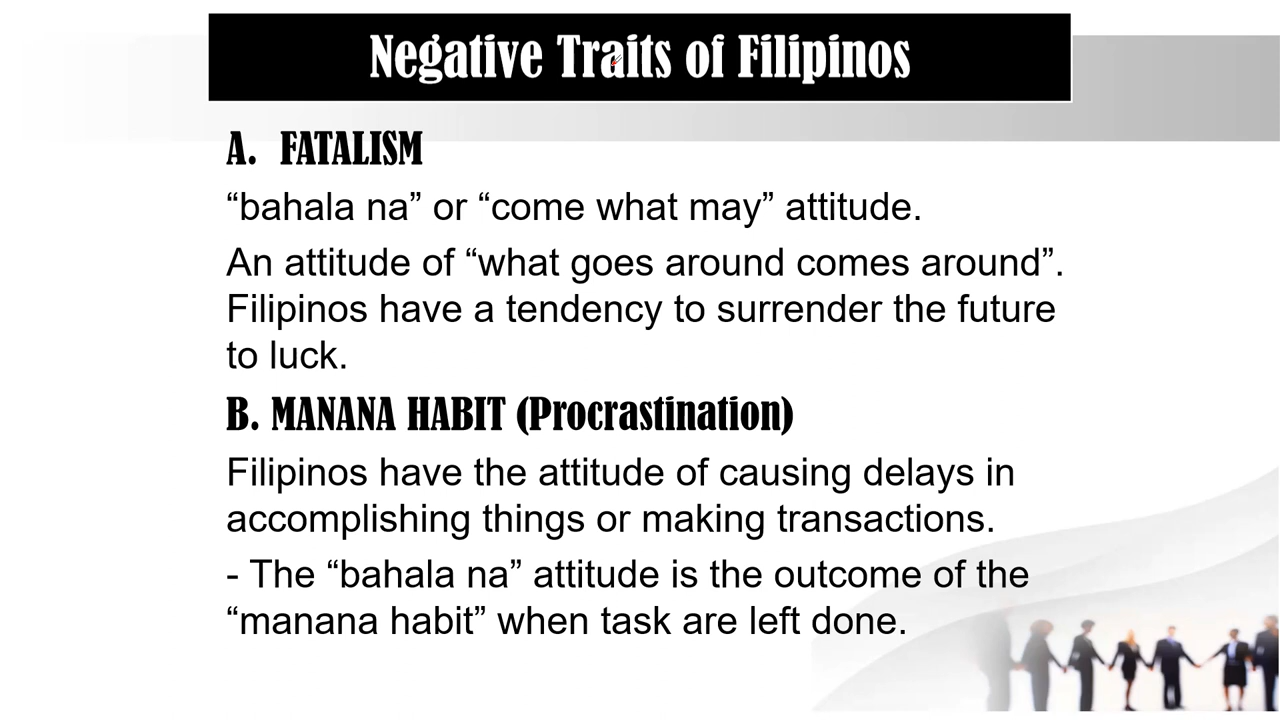 Negative Traits of Filipinos
A. FATALISM
“bahala na” or “come what may” attitude.
An attitude of “what goes around comes around”.
Filipinos have a tendency to surrender the future
to luck.
B. MANANA HABIT (Procrastination)
Filipinos have the attitude of causing delays in
accomplishing things or making transactions.
- The “bahala na” attitude is the outcome of the
“manana habit” when task are left done.